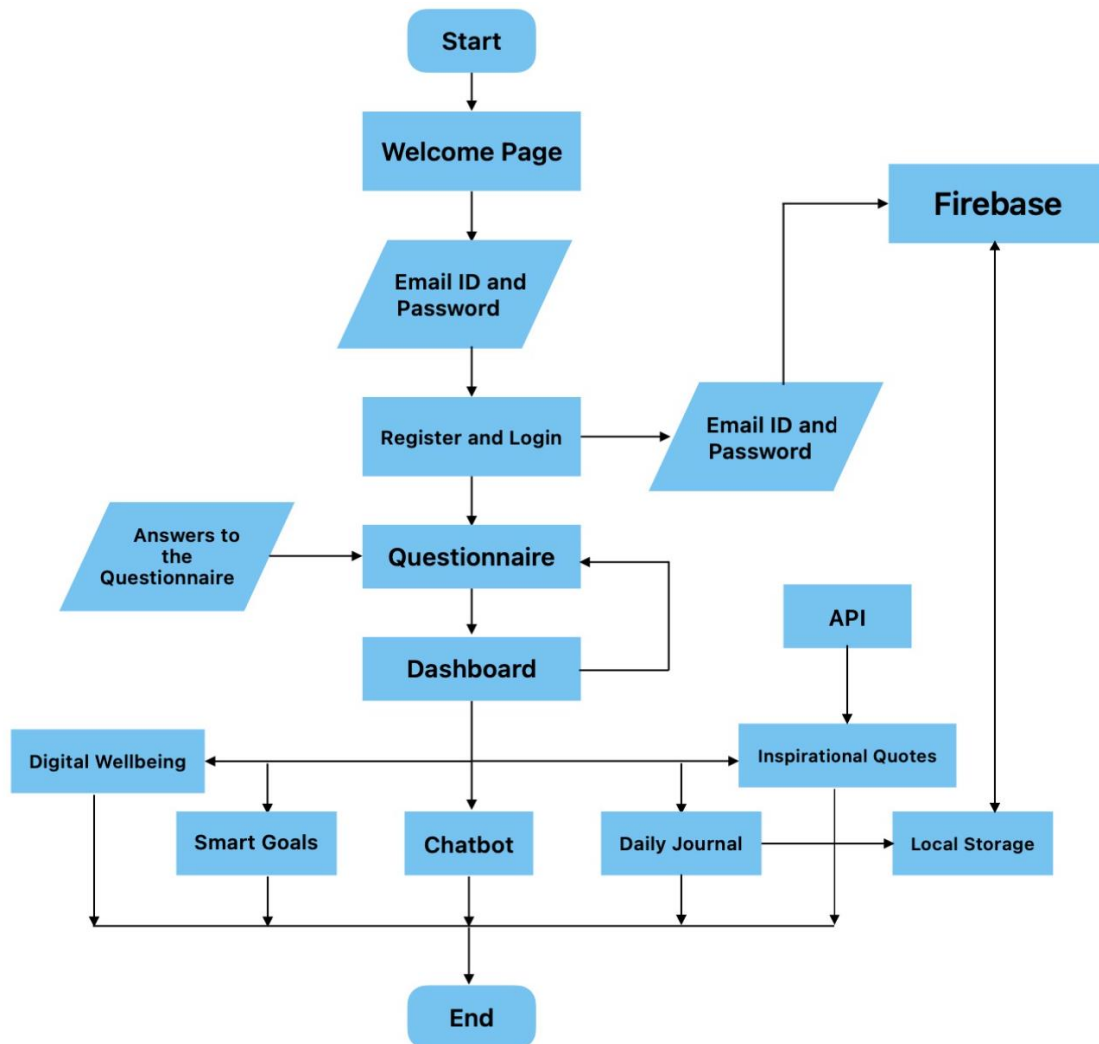 Start
Welcome Page
Firebase
Email ID and
Password
Register and Login
Email ID and
Password
Answers to
the
Questionnaire
Questionnaire
API
Dashboard
Digital Wellbeing
Inspirational Quotes
Smart Goals
Chatbot
Daily Journal
Local Storage
End